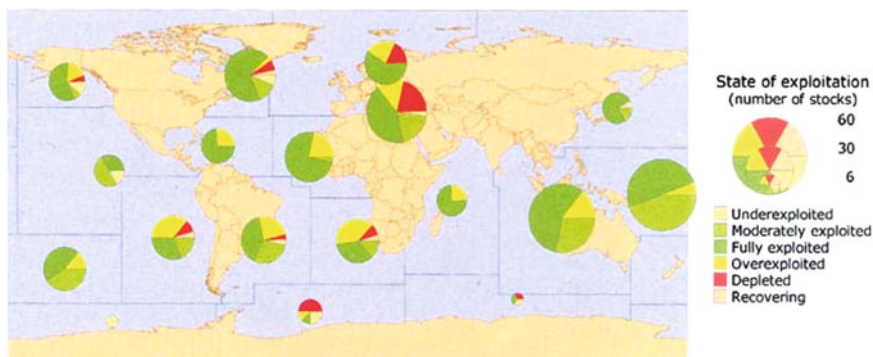 State of exploitation
(number of stocks)
60
30
6
Underexploited
Moderately exploited
Fully exploited
Overexploited
Depleted
Recovering